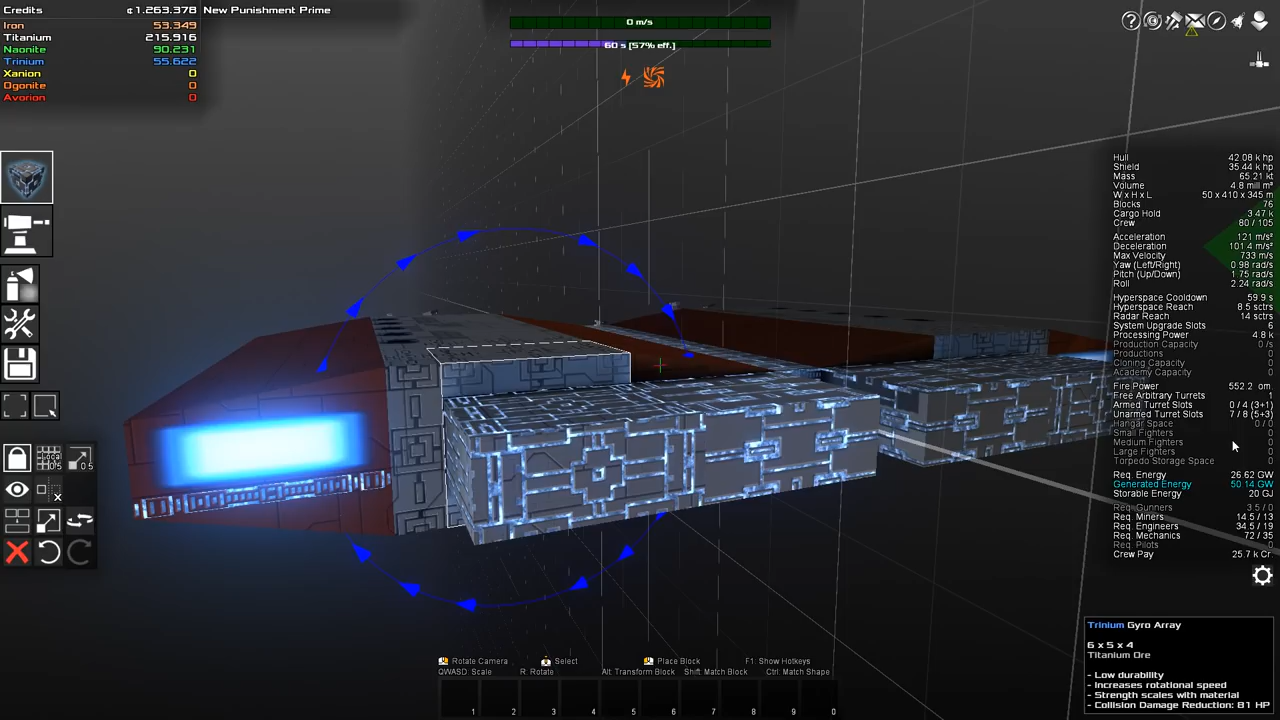 Credits ¢1.263.378 New Punishment Prime
Iron 53.349
Titanium 215.916
Naonite 90.231
Trinium 55.622
Xanion 0
Ogonite 0
Avorion 0
0 m/s
60 s [57% eff.]
Local
0.5
0.5
Hull 42.08 k hp
Shield 35.44 k hp
Mass 65.21 kt
Volume 4.8 mill m³
W x H x L 50 x 410 x 345 m
Blocks 76
Cargo Hold 3.47 k
Crew 80 / 105
Acceleration 121 m/s²
Deceleration 101.4 m/s²
Max Velocity 733 m/s
Yaw (Left/Right) 0.98 rad/s
Pitch (Up/Down) 1.75 rad/s
Roll 2.24 rad/s
Hyperspace Cooldown 59.9 s
Hyperspace Reach 8.5 sctrs
Radar Reach 14 sctrs
System Upgrade Slots 6
Processing Power 4.8 k
Production Capacity 0 /s
Productions 0
Cloning Capacity 0
Academy Capacity 0
Fire Power 552.2 om.
Free Arbitrary Turrets 1
Armed Turret Slots 0 / 4 (3+1)
Unarmed Turret Slots 7 / 8 (5+3)
Hangar Space 0 / 0
Small Fighters 0
Medium Fighters 0
Large Fighters 0
Torpedo Storage Space 0
Req. Energy 26.62 GW
Generated Energy 50.14 GW
Storable Energy 20 GJ
Req. Gunners 3.5 / 0
Req. Miners 14.5 / 13
Req. Engineers 34.5 / 19
Req. Mechanics 72 / 35
Req. Pilots 0
Crew Pay 25.7 k Cr.
Trinium Gyro Array
6 x 5 x 4
Titanium Ore
- Low durability
- Increases rotational speed
- Strength scales with material
- Collision Damage Reduction: 81 HP
Rotate Camera Select Place Block F1: Show Hotkeys
QWASD: Scale R: Rotate Alt: Transform Block Shift: Match Block Ctrl: Match Shape
1 2 3 4 5 6 7 8 9 0